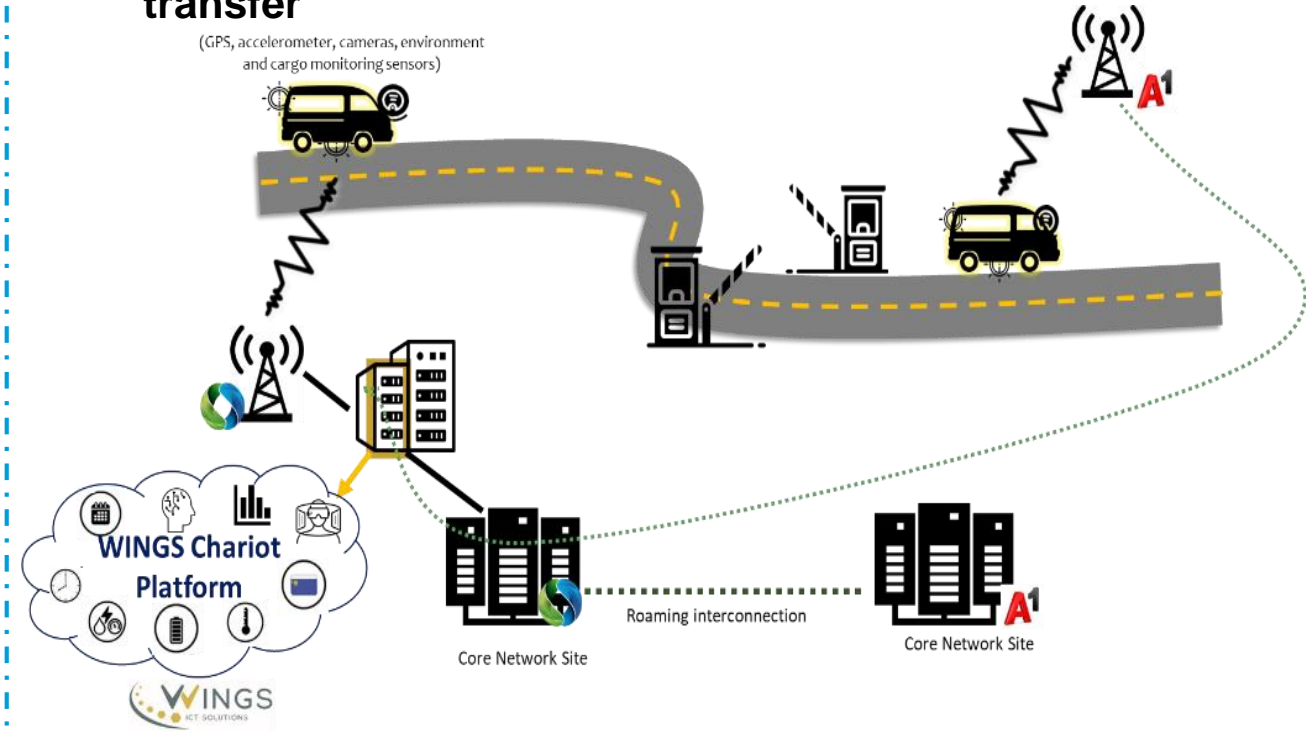 transfer
(GPS, accelerometer, cameras, environment
and cargo monitoring sensors)
A1
WINGS Chariot
Platform
Roaming interconnection
A1
Core Network Site
Core Network Site
WINGS
ICT SOLUTIONS